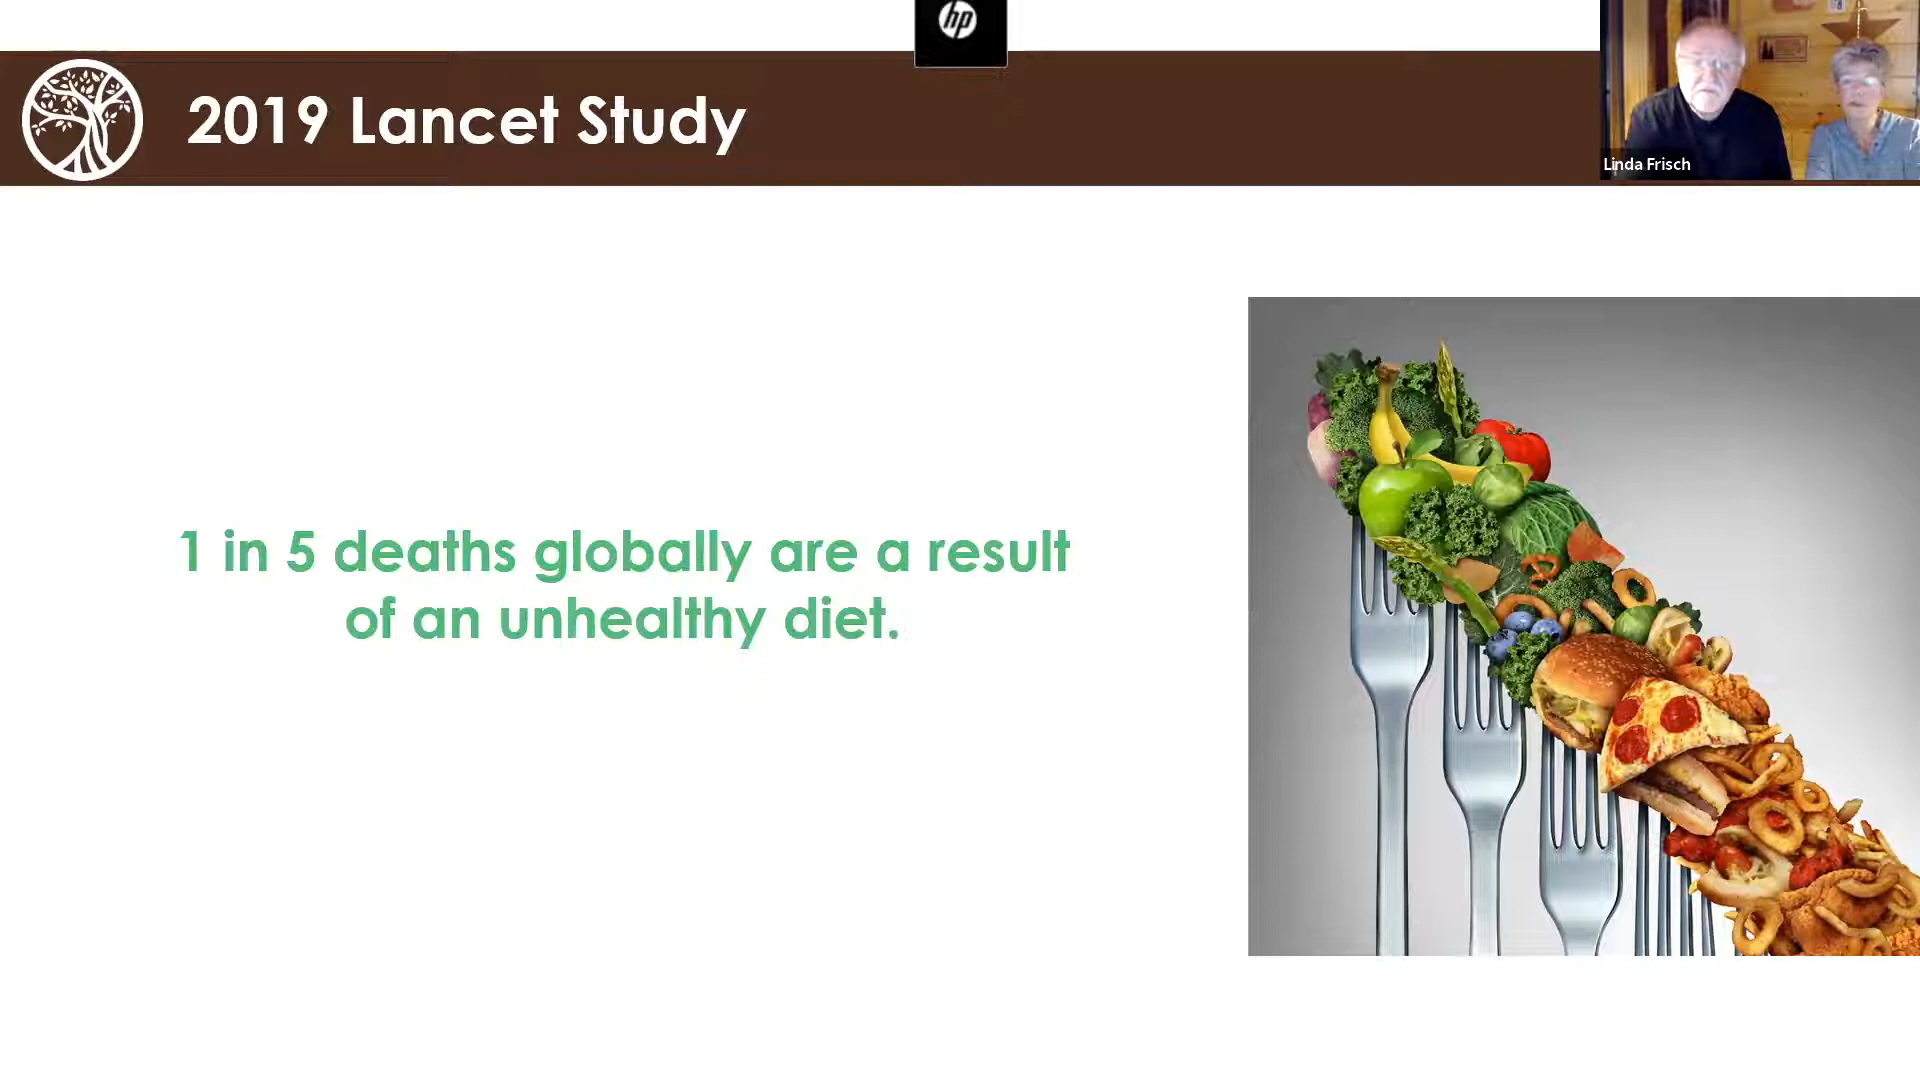 hp
2019 Lancet Study
Linda Frisch
1 in 5 deaths globally are a result
of an unhealthy diet.